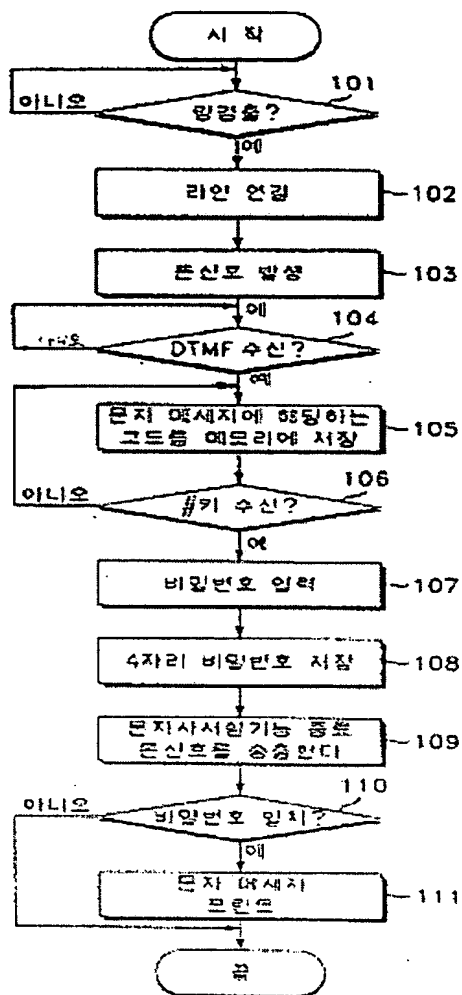 시 작
101
아니오
링검출?
예
라인 연결
102
톤신호 발생
103
예
104
DTMF 수신?
예
문자 메세지에 해당하는
코드를 메모리에 저장
105
106
아니오
#키 수신?
예
비밀번호 입력
107
4자리 비밀번호 저장
108
문자사서함기능 종료
톤신호를 송출한다
109
110
아니오
비밀번호 일치?
예
문자 메세지
프린트
111